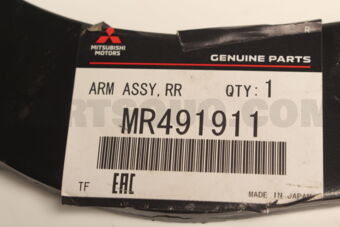 MITSUBISHI
MOTORS
GENUINE PARTS
ARM ASSY, RR QTY: 1
MR491911
TF EAC MADE IN JAPAN